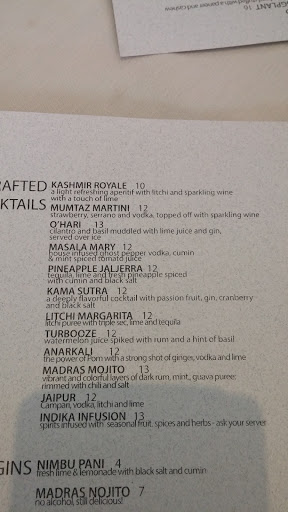 GPLANT 16
stuffed with a paneer and cashew
RAFTED
KTAILS
KASHMIR ROYALE 10
a light refreshing aperitif with litchi and sparkling wine
with a touch of lime
MUMTAZ MARTINI 12
strawberry, serrano and vodka, topped off with sparkling wine
O'HARI 13
cilantro and basil muddled with lime juice and gin,
served over ice
MASALA MARY 12
house infused ghost pepper vodka, cumin
& mint spiced tomato juice
PINEAPPLE JALJERRA 12
tequila, lime and fresh pineapple spiced
with cumin and black salt
KAMA SUTRA 12
a deeply flavorful cocktail with passion fruit, gin, cranberry
and black salt
LITCHI MARGARITA 12
litchi puree with triple sec, lime and tequila
TURBOOZE 12
watermelon juice spiked with rum and a hint of basil
ANARKALI 12
the power of Pom with a strong shot of ginger, vodka and lime
MADRAS MOJITO 13
vibrant and colorful layers of dark rum, mint, guava puree;
rimmed with chili and salt
JAIPUR 12
Campari, vodka, litchi and lime
INDIKA INFUSION 13
spirits infused with seasonal fruit, spices and herbs - ask your server
GINS
NIMBU PANI 4
fresh lime & lemonade with black salt and cumin
MADRAS NOJITO 7
no alcohol, still delicious!